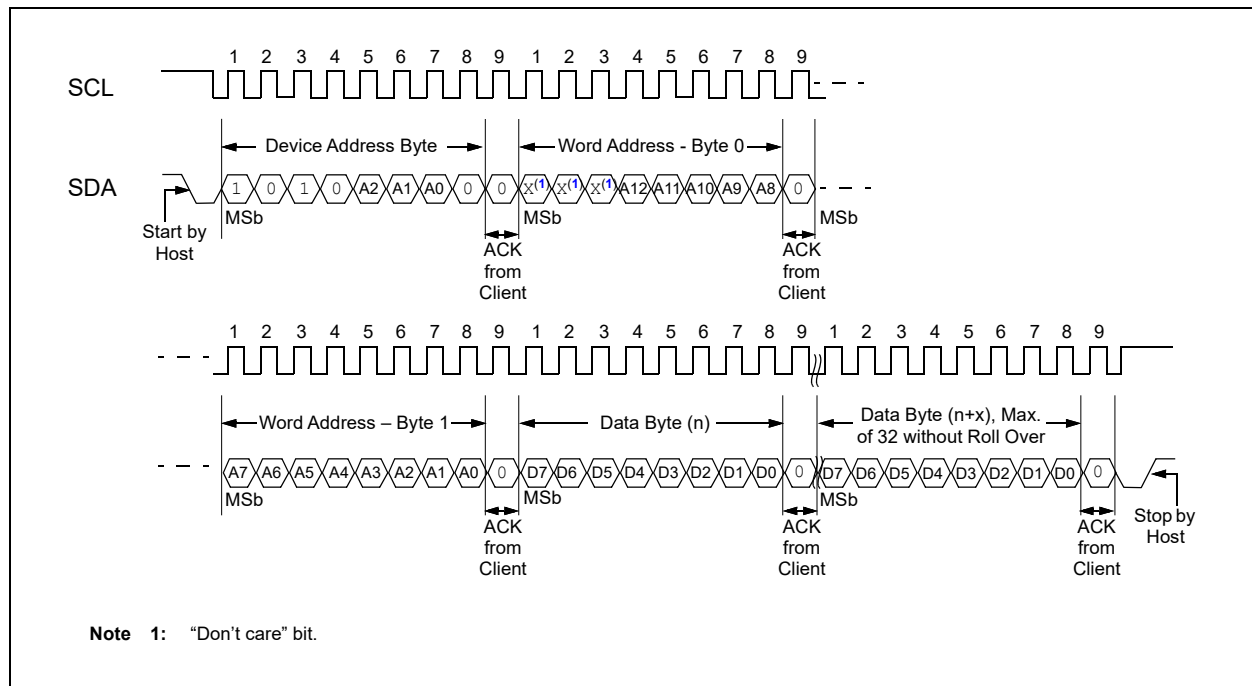 1 2 3 4 5 6 7 8 9 1 2 3 4 5 6 7 8 9
SCL
Device Address Byte Word Address - Byte 0
SDA 1 0 1 0 A2 A1 A0 0 0 X(1) X(1) X(1) A12 A11 A10 A9 A8 0
MSb MSb MSb
Start by
Host
ACK
from
Client
ACK
from
Client
1 2 3 4 5 6 7 8 9 1 2 3 4 5 6 7 8 9 1 2 3 4 5 6 7 8 9
Word Address – Byte 1 Data Byte (n) Data Byte (n+x), Max.
of 32 without Roll Over
A7 A6 A5 A4 A3 A2 A1 A0 0 D7 D6 D5 D4 D3 D2 D1 D0 0 D7 D6 D5 D4 D3 D2 D1 D0 0
MSb MSb MSb
ACK
from
Client
ACK
from
Client
ACK
from
Client
Stop by
Host
Note 1: “Don’t care” bit.